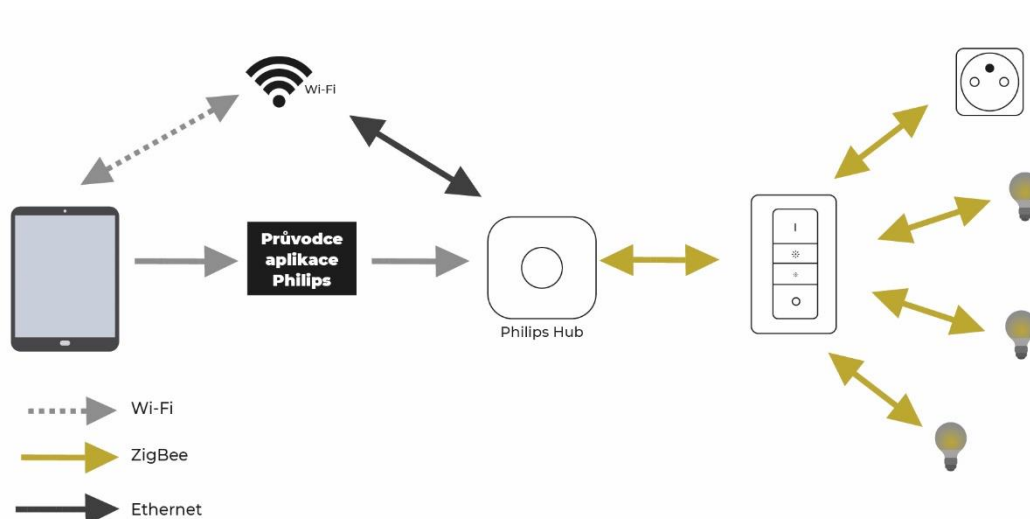 Wi-Fi
Průvodce
aplikace
Philips
Philips Hub
Wi-Fi
ZigBee
Ethernet